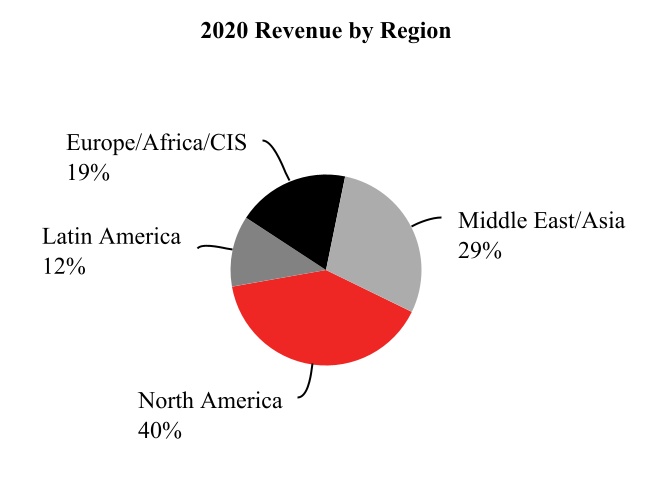 2020 Revenue by Region
Europe/Africa/CIS
19%
Middle East/Asia
29%
Latin America
12%
North America
40%